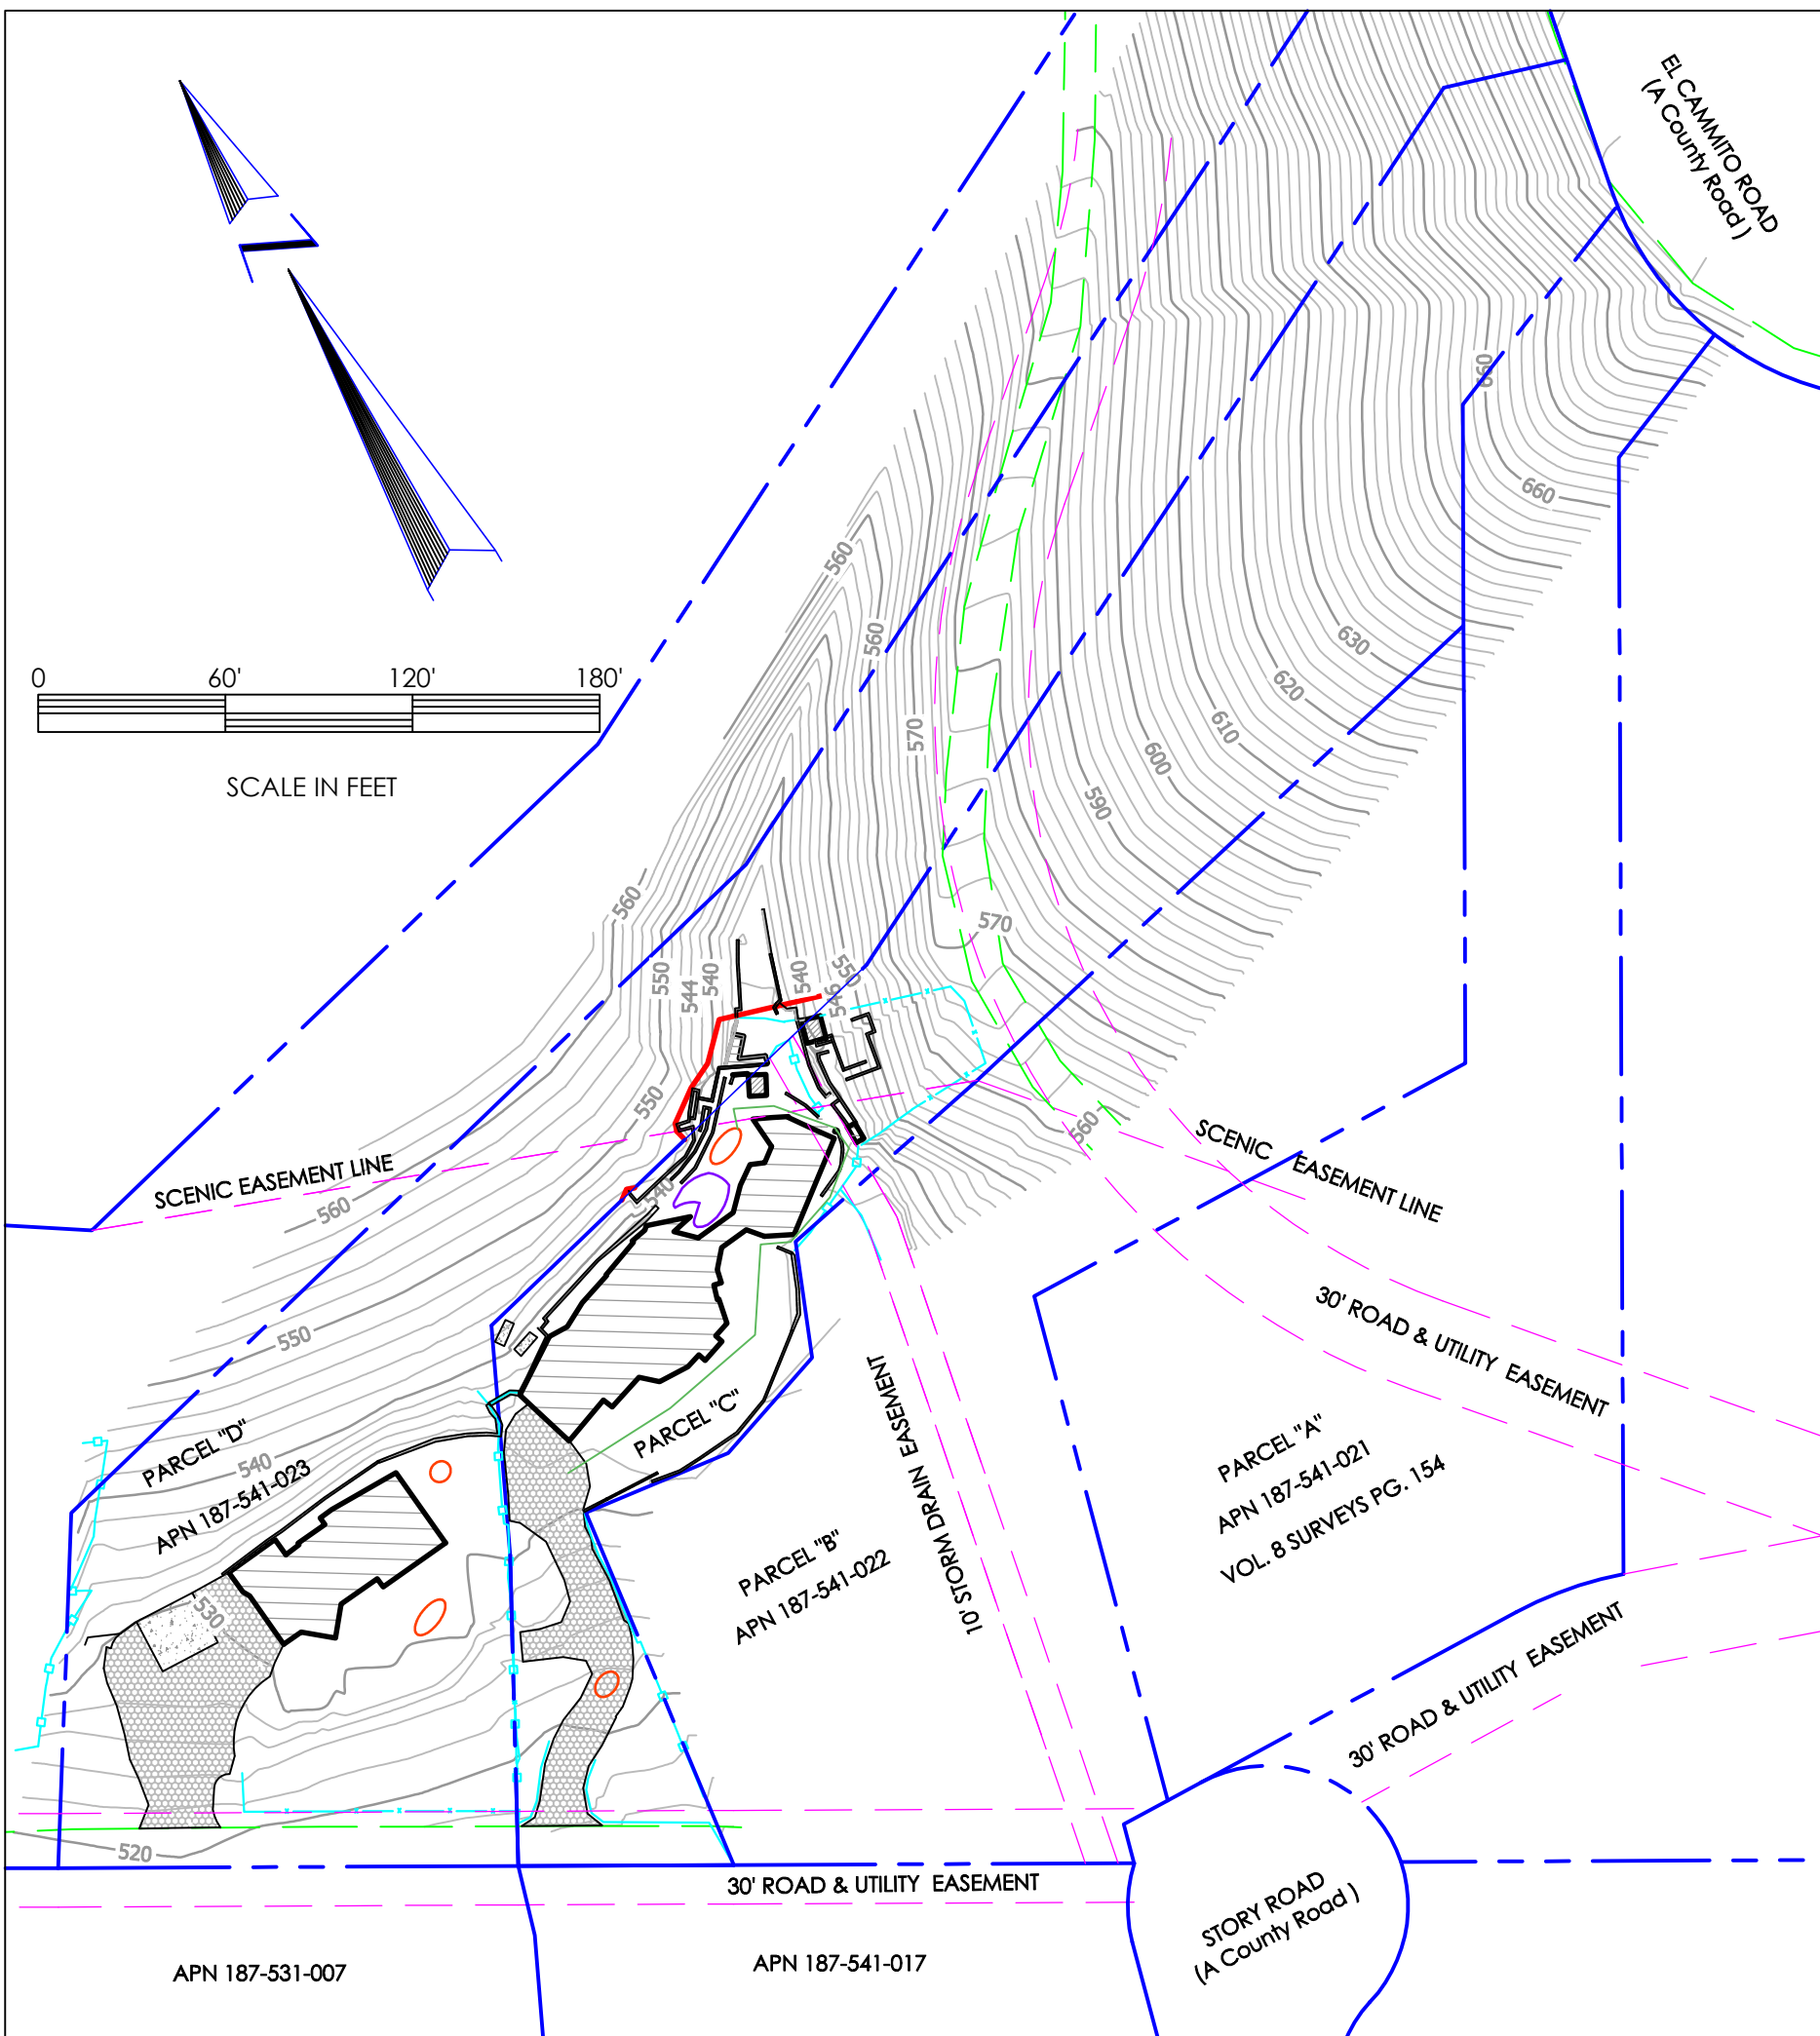 EL CAMMITO ROAD
(A County Road )
660
660
560
560
630
620
0 60' 120' 180'
SCALE IN FEET
570
610
600
590
560
570
550
544
540
540
550
546
550
560
SCENIC EASEMENT LINE
560
540
SCENIC EASEMENT LINE
30' ROAD & UTILITY EASEMENT
550
PARCEL "D"
APN 187-541-023
540
530
PARCEL "C"
10' STORM DRAIN EASEMENT
PARCEL "A"
APN 187-541-021
VOL. 8 SURVEYS PG. 154
PARCEL "B"
APN 187-541-022
30' ROAD & UTILITY EASEMENT
520
30' ROAD & UTILITY EASEMENT
STORY ROAD
(A County Road )
APN 187-531-007
APN 187-541-017